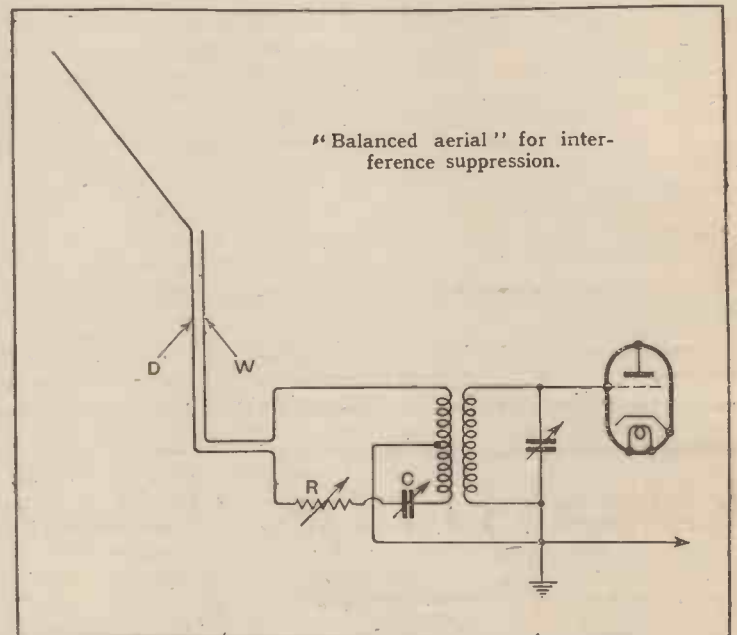 "Balanced aerial" for inter-
ference suppression.
D
W
R
C